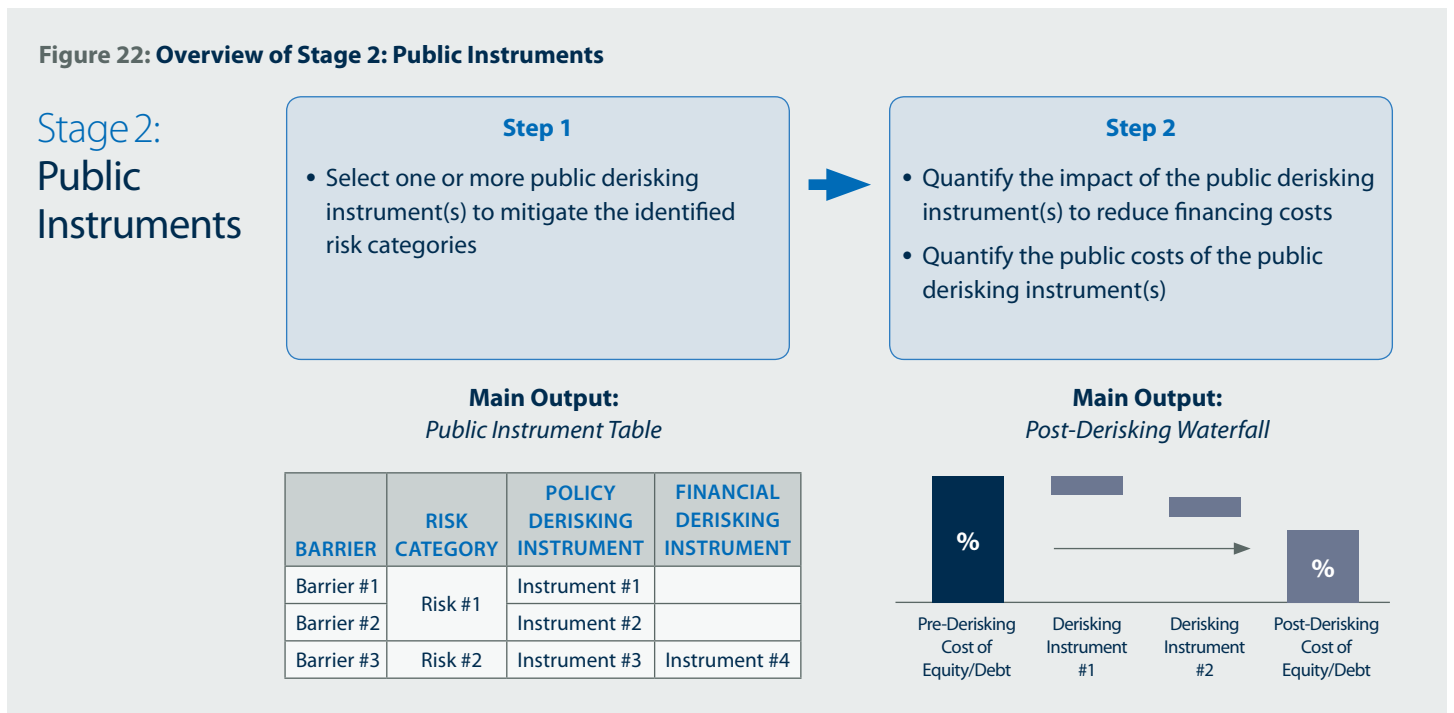 Figure 22: Overview of Stage 2: Public Instruments
Stage 2:
Public
Instruments
Step 1
• Select one or more public derisking
instrument(s) to mitigate the identified
risk categories
Step 2
• Quantify the impact of the public derisking
instrument(s) to reduce financing costs
• Quantify the public costs of the public
derisking instrument(s)
Main Output:
Public Instrument Table
BARRIER
RISK
CATEGORY
POLICY
DERISKING
INSTRUMENT
FINANCIAL
DERISKING
INSTRUMENT
Barrier #1
Risk #1
Instrument #1
Barrier #2
Instrument #2
Barrier #3
Risk #2
Instrument #3
Instrument #4
Main Output:
Post-Derisking Waterfall
%
%
Pre-Derisking
Cost of
Equity/Debt
Derisking
Instrument
#1
Derisking
Instrument
#2
Post-Derisking
Cost of
Equity/Debt